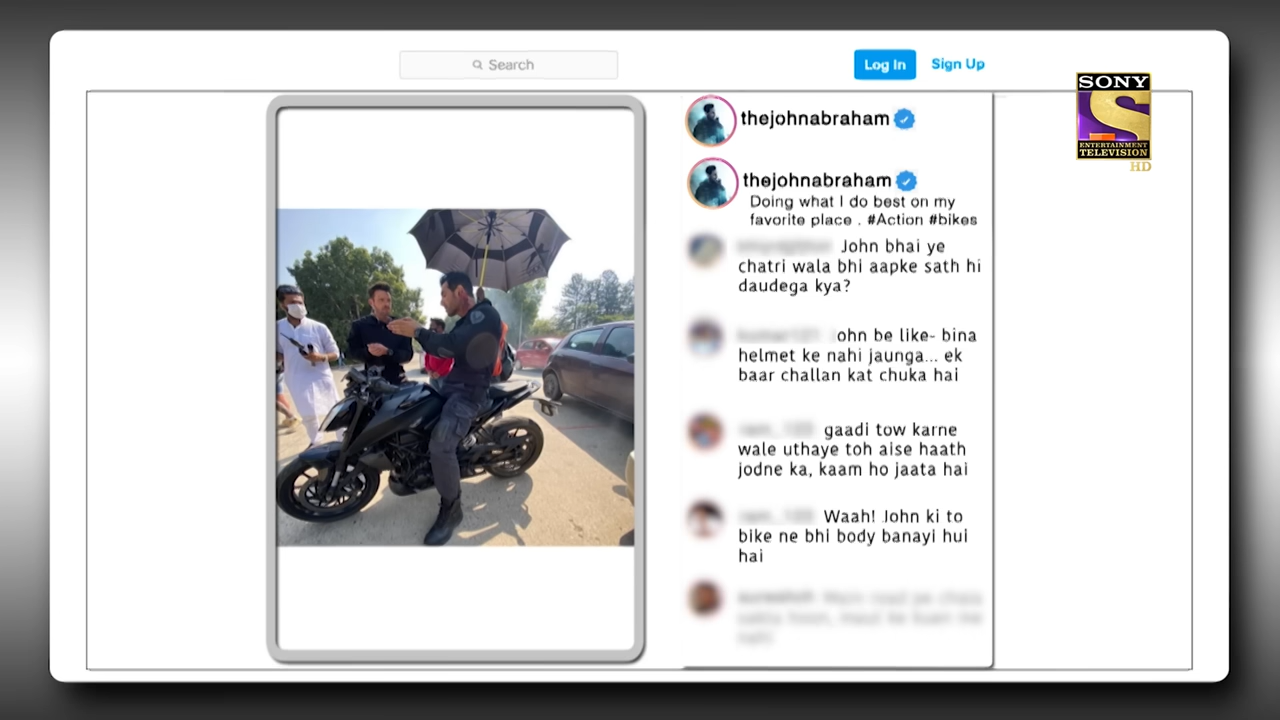 Search
Log In
Sign Up
SONY
ENTERTAINMENT
TELEVISION
HD
thejohnabraham
thejohnabraham
Doing what I do best on my
favorite place . #Action #bikes
John bhai ye
chatri wala bhi aapke sath hi
daudega kya?
ohn be like- bina
helmet ke nahi jaunga... ek
baar challan kat chuka hai
gaadi tow karne
wale uthaye toh aise haath
jodne ka, kaam ho jaata hai
Waah! John ki to
bike ne bhi body banayi hui
hai